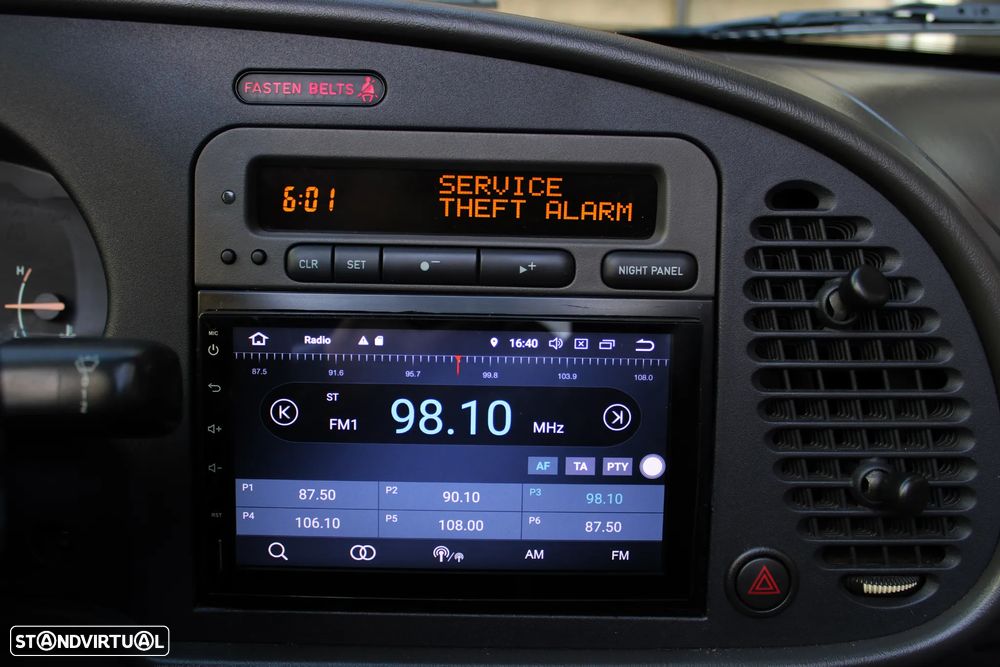 FASTEN BELTS
6:01
SERVICE
THEFT ALARM
CLR SET NIGHT PANEL
H
MIC
Radio 16:40
87.5 91.6 95.7 99.8 103.9 108.0
ST
FM1 98.10 MHz
AF TA PTY
P1 87.50 P2 90.10 P3 98.10
P4 106.10 P5 108.00 P6 87.50
RST
AM FM
STANDVIRTUAL